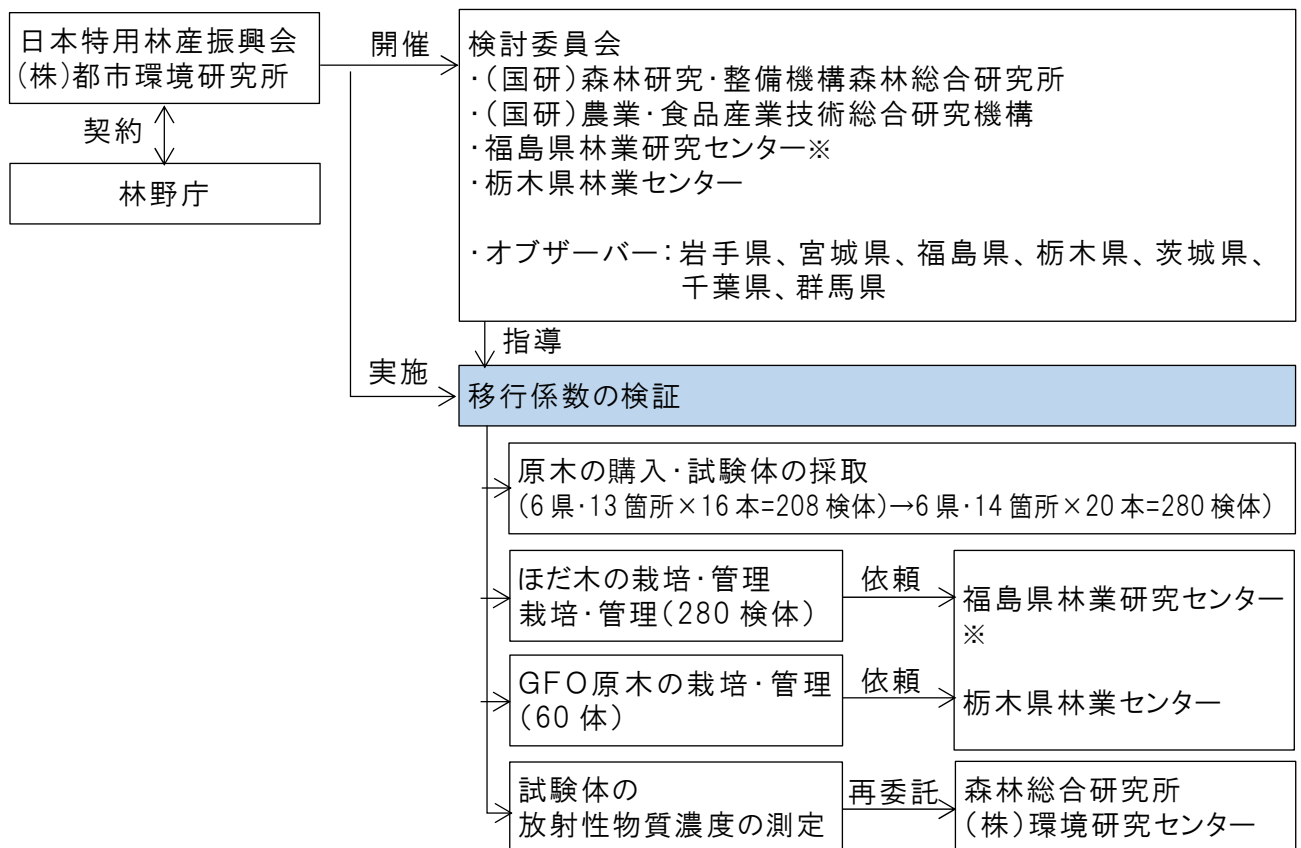 日本特用林産振興会
(株)都市環境研究所
開催
契約
林野庁
検討委員会
・(国研)森林研究・整備機構森林総合研究所
・(国研)農業・食品産業技術総合研究機構
・福島県林業研究センター※
・栃木県林業センター
・オブザーバー:岩手県、宮城県、福島県、栃木県、茨城県、
千葉県、群馬県
指導
実施
移行係数の検証
原木の購入・試験体の採取
(6県・13箇所×16本=208検体)→6県・14箇所×20本=280検体)
ほだ木の栽培・管理
栽培・管理(280検体)
依頼
福島県林業研究センター
※
GFO原木の栽培・管理
(60体)
依頼
栃木県林業センター
試験体の
放射性物質濃度の測定
再委託
森林総合研究所
(株)環境研究センター